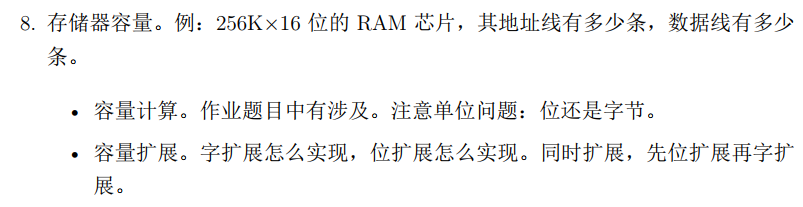 8. 存储器容量。例：256K×16 位的 RAM 芯片，其地址线有多少条，数据线有多少
条。
• 容量计算。作业题目中有涉及。注意单位问题：位还是字节。
• 容量扩展。字扩展怎么实现，位扩展怎么实现。同时扩展，先位扩展再字扩
展。